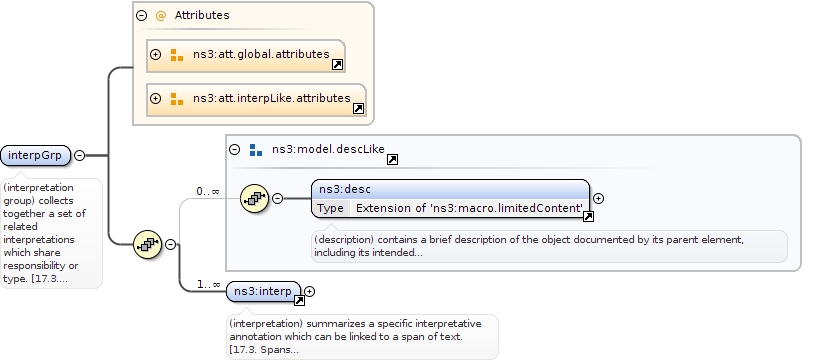 Attributes
ns3:att.global.attributes
ns3:att.interpLike.attributes
interpGrp
(interpretation
group) collects
together a set of
related
interpretations
which share
responsibility or
type. [17.3....
ns3:model.descLike
0..∞
ns3:desc
Type Extension of 'ns3:macro.limitedContent'
(description) contains a brief description of the object documented by its parent element,
including its intended...
1..∞
ns3:interp
(interpretation) summarizes a specific interpretative
annotation which can be linked to a span of text.
[17.3. Spans...